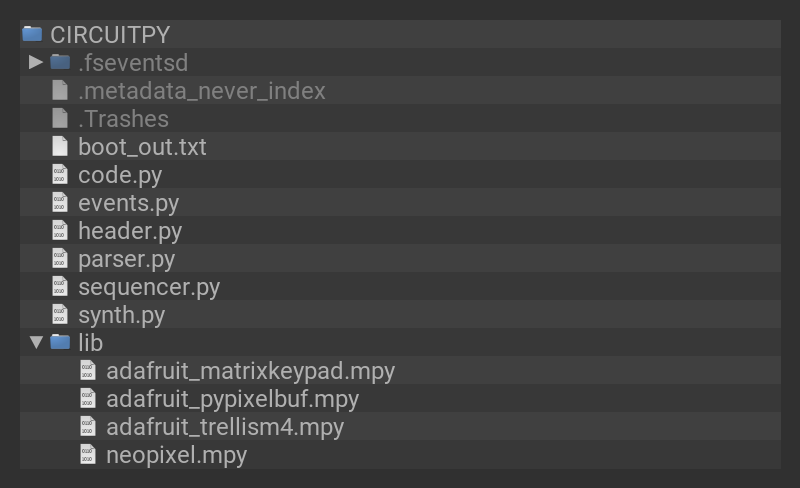 CIRCUITPY
.fseventsd
.metadata_never_index
.Trashes
boot_out.txt
code.py
events.py
header.py
parser.py
sequencer.py
synth.py
lib
adafruit_matrixkeypad.mpy
adafruit_pypixelbuf.mpy
adafruit_trellism4.mpy
neopixel.mpy